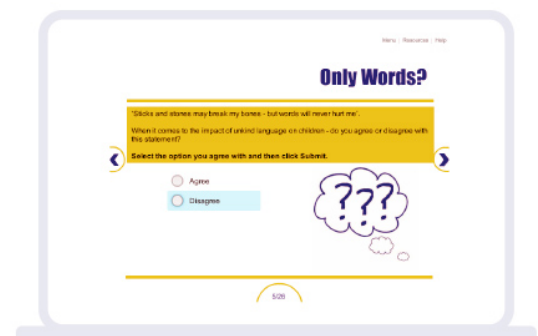 Menu | Resources | Help
Only Words?
"Sticks and stones may break my bones - but words will never hurt me".
When it comes to the impact of unkind language on children - do you agree or disagree with
this statement?
Select the option you agree with and then click Submit.
Agree
Disagree
???
5/26